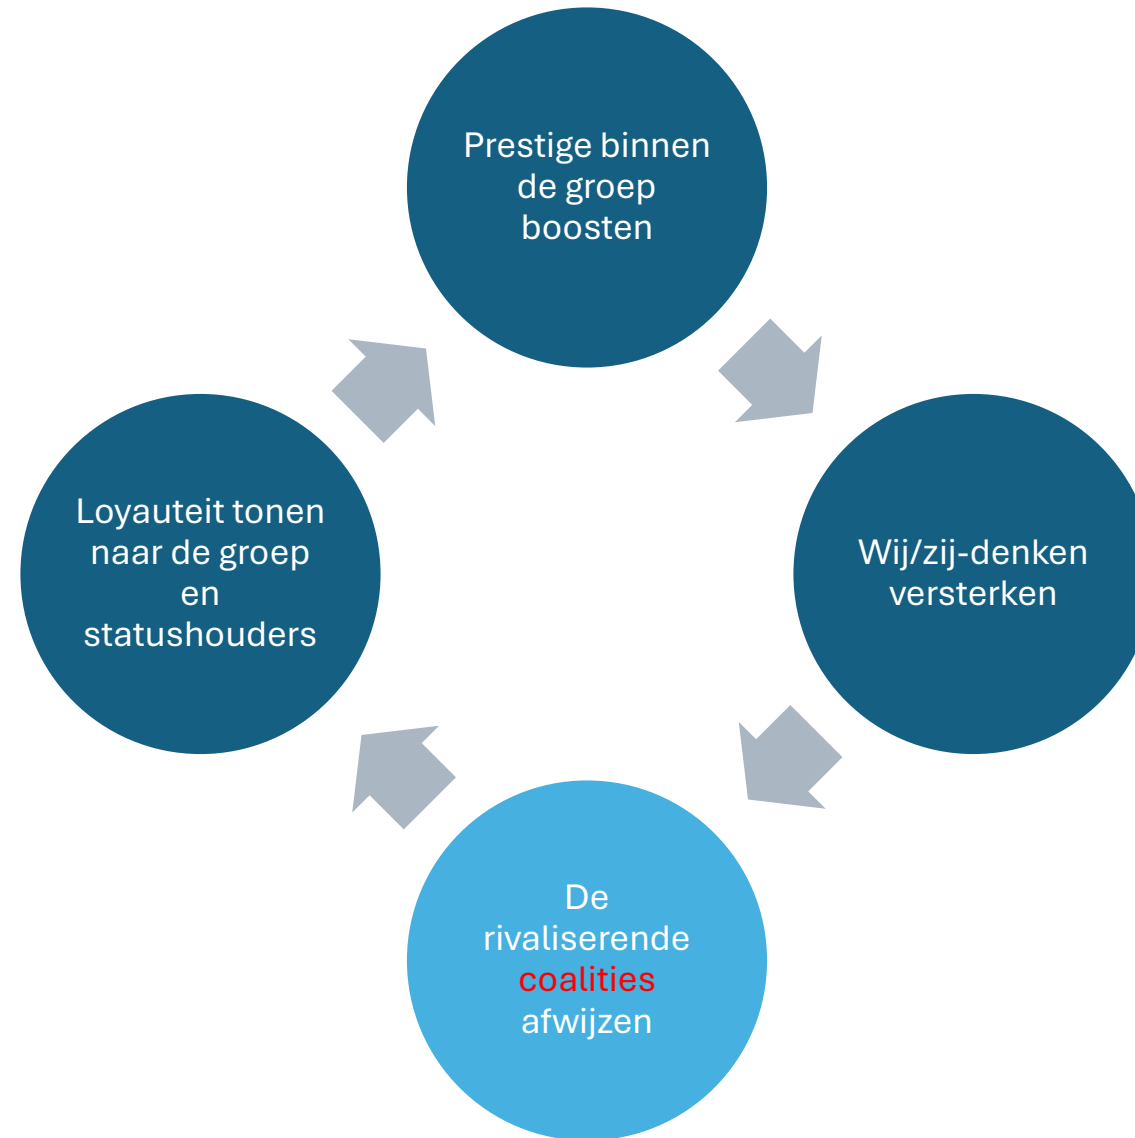 Prestige binnen
de groep
boosten
Wij/zij-denken
versterken
De
rivaliserende
coalities
afwijzen
Loyauteit tonen
naar de groep
en
statushouders